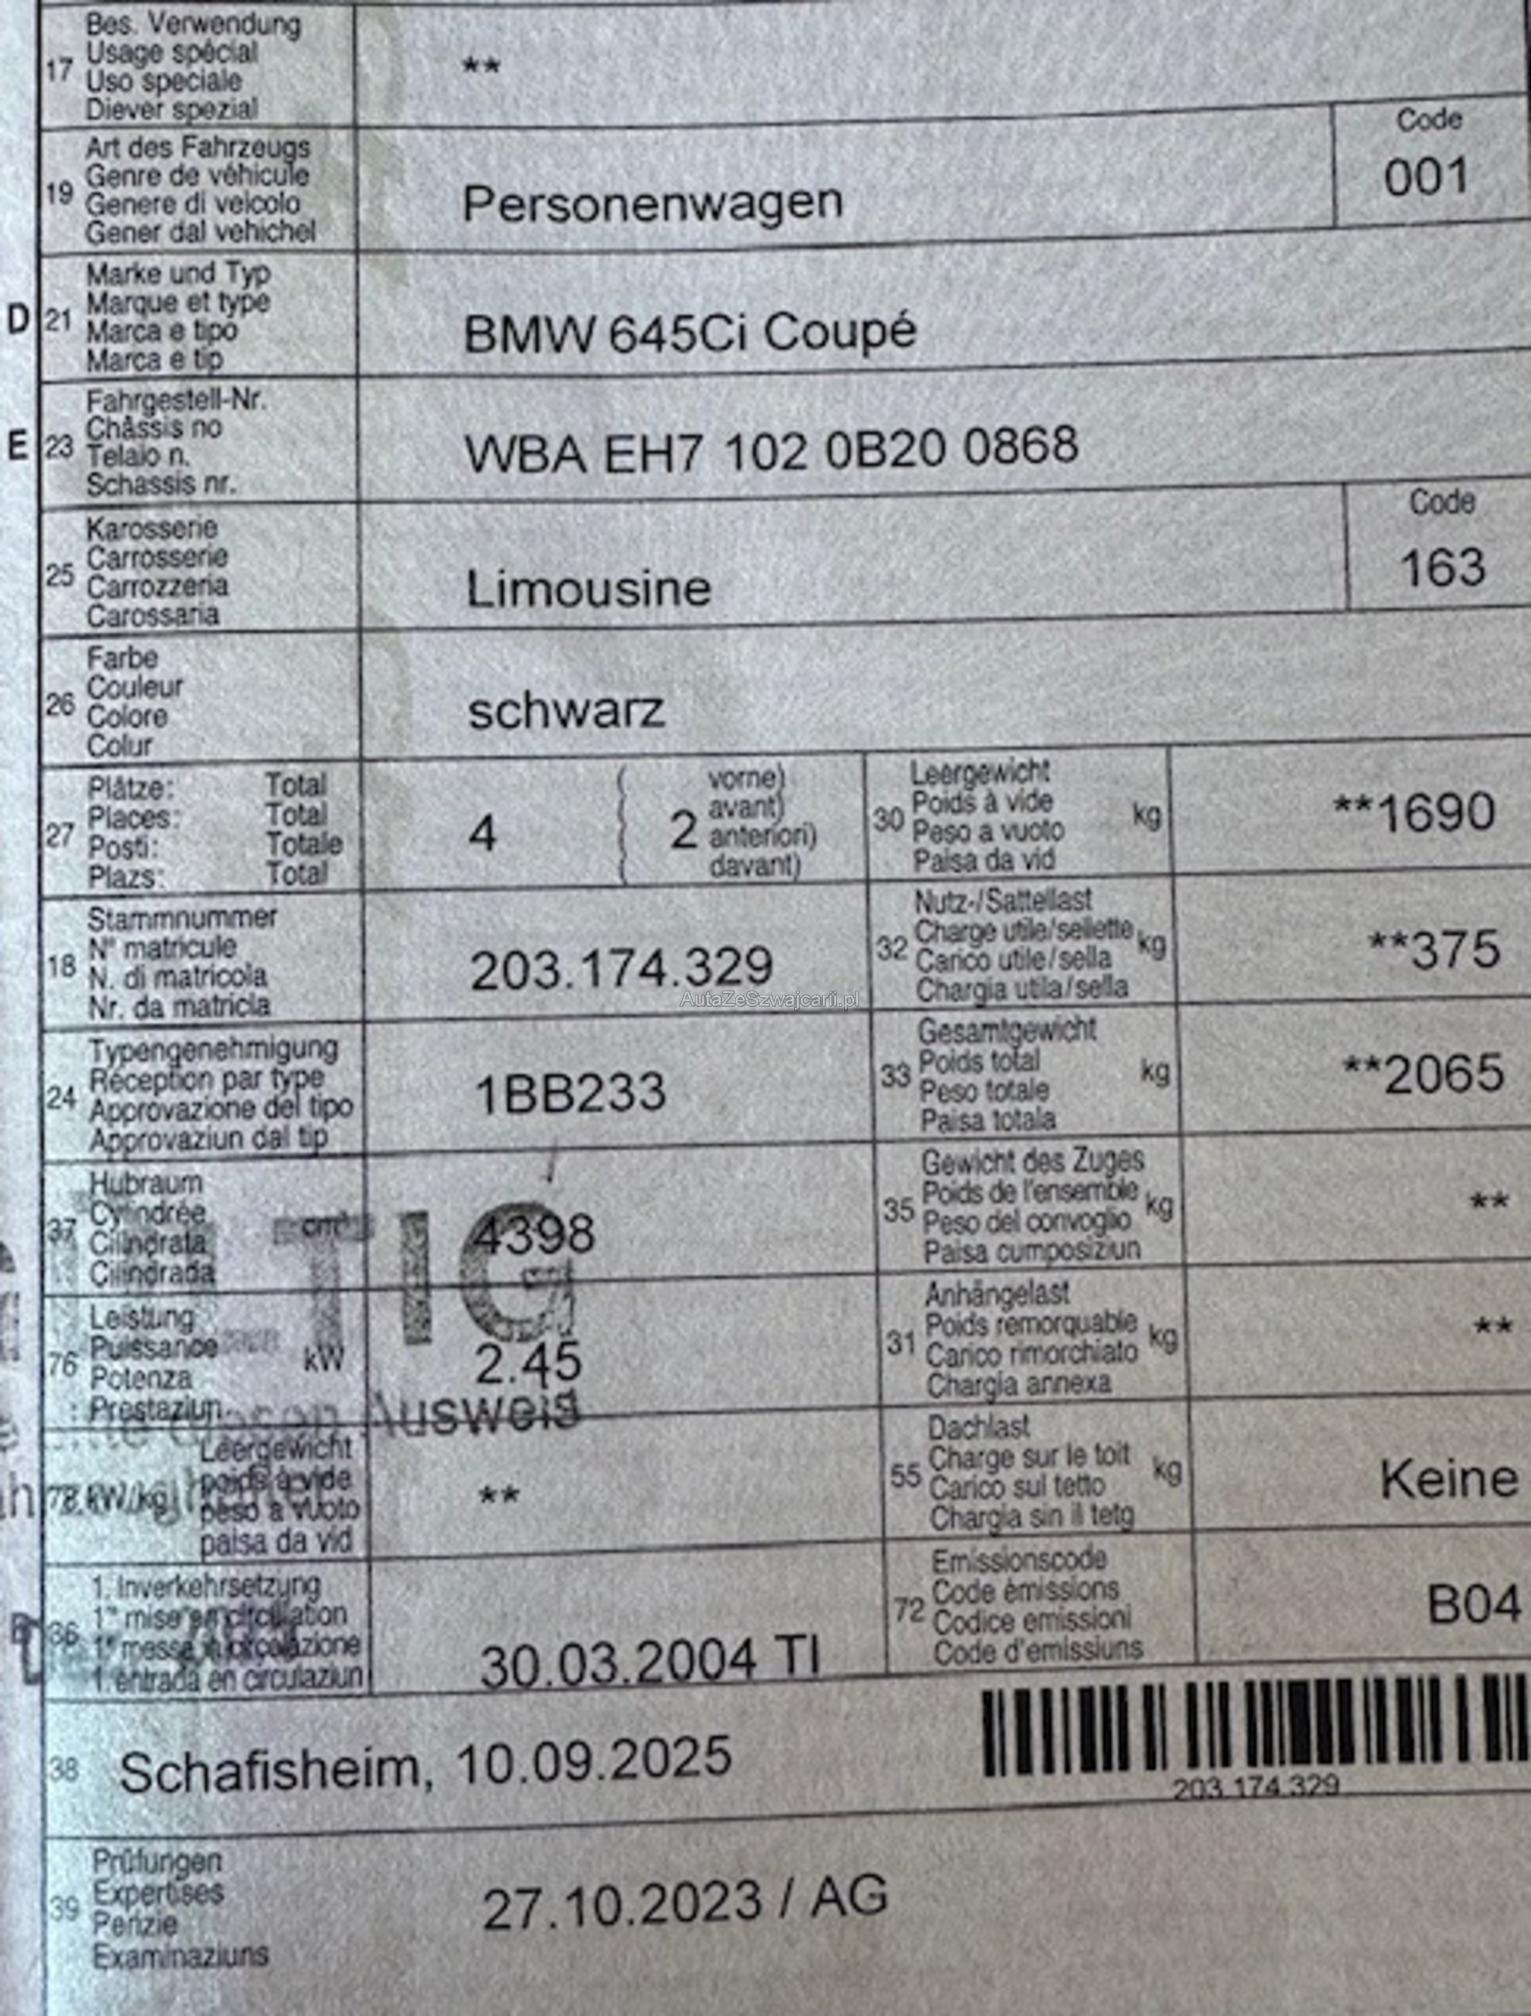 17 Bes. Verwendung
Usage spécial
Uso speciale
Diever spezial
**
19 Art des Fahrzeugs
Genre de véhicule
Genere di veicolo
Gener dal vehichel
Personenwagen
Code
001
D 21 Marke und Typ
Marque et type
Marca e tipo
Marca e tip
BMW 645Ci Coupé
E 23 Fahrgestell-Nr.
Châssis no
Telaio n.
Schassis nr.
WBA EH7 102 0B20 0868
25 Karosserie
Carrosserie
Carrozzeria
Carossaria
Limousine
Code
163
26 Farbe
Couleur
Colore
Colur
schwarz
27 Plätze: Total
Places: Total
Posti: Totale
Plazs: Total
4 ( 2 vorne)
( avant)
( anteriori)
( davant)
30 Leergewicht
Poids à vide kg
Peso a vuoto
Paisa da vid
**1690
18 Stammnummer
N° matricule
N. di matricola
Nr. da matricla
203.174.329
32 Nutz-/Sattellast
Charge utile/sellette kg
Carico utile/sella
Chargia utila/sella
**375
AutaZeSzwajcarii.pl
24 Typengenehmigung
Réception par type
Approvazione del tipo
Approvaziun dal tip
1BB233
33 Gesamtgewicht
Poids total kg
Peso totale
Paisa totala
**2065
37 Hubraum
Cylindrée cm³
Cilindrata
Cilindrada
4398
35 Gewicht des Zuges
Poids de l'ensemble kg
Peso del convoglio
Paisa cumposiziun
**
76 Leistung
Puissance kW
Potenza
Prestaziun
2.45
31 Anhängelast
Poids remorquable kg
Carico rimorchiato
Chargia annexa
**
TIG
Ausweis
78 kW/kg Leergewicht
poids à vide
peso a vuoto
paisa da vid
**
55 Dachlast
Charge sur le toit kg
Carico sul tetto
Chargia sin il tetg
Keine
36 1. Inverkehrsetzung
1re mise en circulation
1a messa in circolazione
1. entrada en circulaziun
30.03.2004 TI
72 Emissionscode
Code émissions
Codice emissioni
Code d'emissiuns
B04
38 Schafisheim, 10.09.2025
203.174.329
39 Prüfungen
Expertises
Perizie
Examinaziuns
27.10.2023 / AG